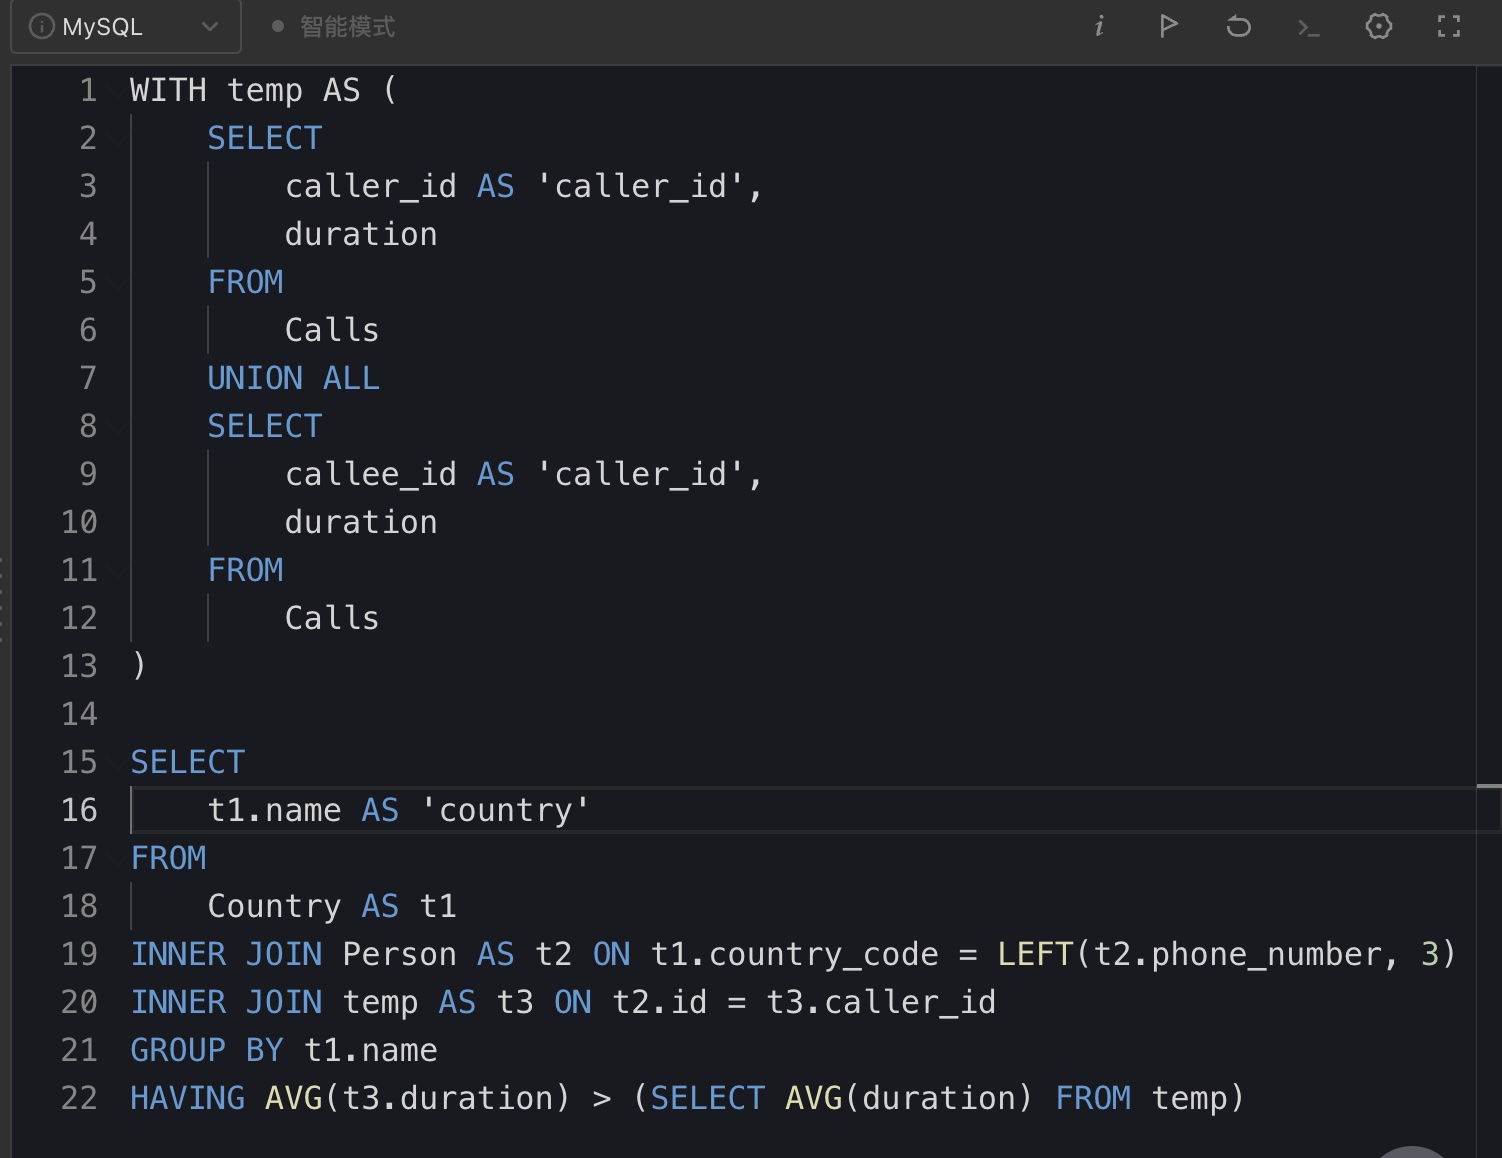 MySQL 智能模式
1 WITH temp AS (
2 SELECT
3 caller_id AS 'caller_id',
4 duration
5 FROM
6 Calls
7 UNION ALL
8 SELECT
9 callee_id AS 'caller_id',
10 duration
11 FROM
12 Calls
13 )
14
15 SELECT
16 t1.name AS 'country'
17 FROM
18 Country AS t1
19 INNER JOIN Person AS t2 ON t1.country_code = LEFT(t2.phone_number, 3)
20 INNER JOIN temp AS t3 ON t2.id = t3.caller_id
21 GROUP BY t1.name
22 HAVING AVG(t3.duration) > (SELECT AVG(duration) FROM temp)